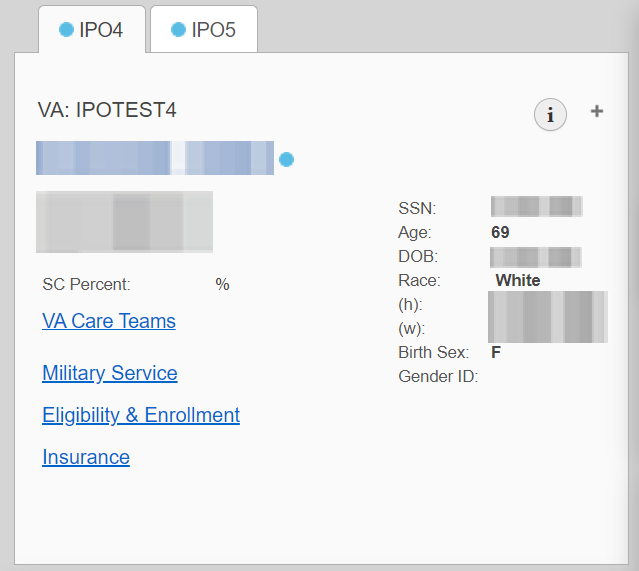 IPO4 IPO5
VA: IPOTEST4
i +
SC Percent: %
VA Care Teams
Military Service
Eligibility & Enrollment
Insurance
SSN:
Age: 69
DOB:
Race: White
(h):
(w):
Birth Sex: F
Gender ID: